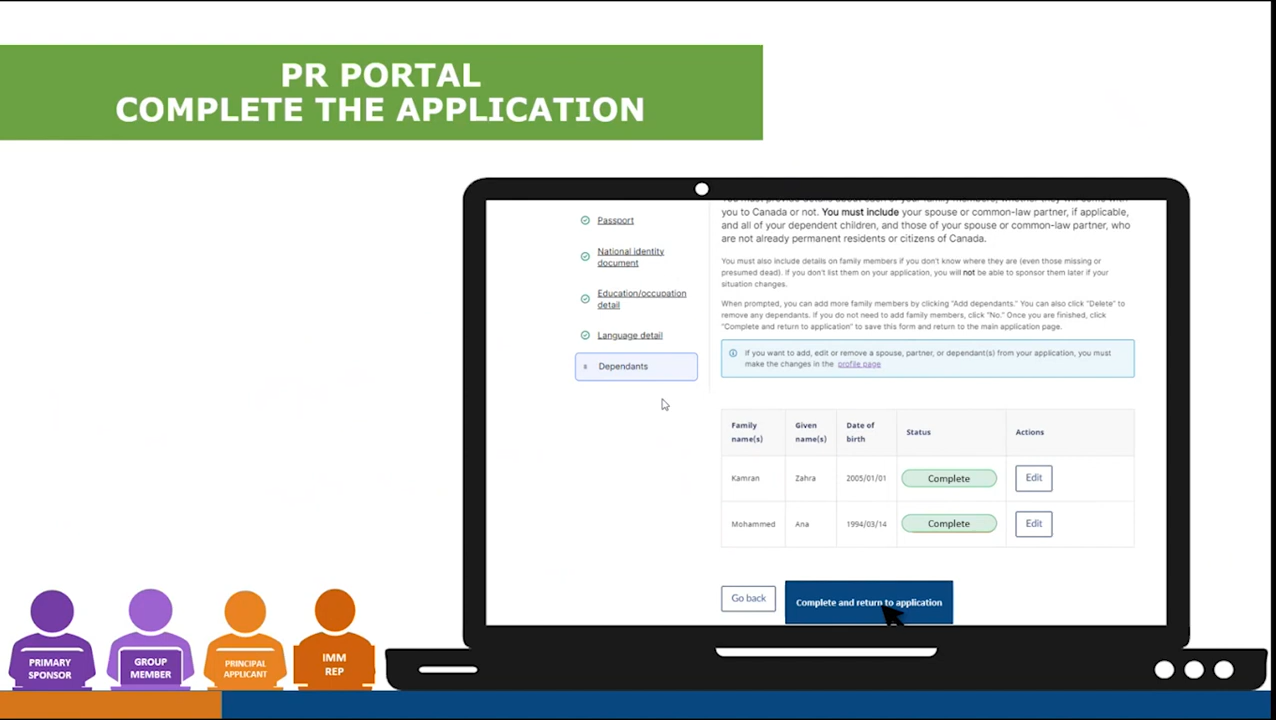 PR PORTAL
COMPLETE THE APPLICATION
Passport
National identity
document
Education/occupation
detail
Language detail
Dependants
you to Canada or not. You must include your spouse or common-law partner, if applicable,
and all of your dependent children, and those of your spouse or common-law partner, who
are not already permanent residents or citizens of Canada.
You must also include details on family members if you don't know where they are (even those missing or
presumed dead). If you don't list them on your application, you will not be able to sponsor them later if your
situation changes.
When prompted, you can add more family members by clicking "Add dependants." You can also click "Delete" to
remove any dependants. If you do not need to add family members, click "No." Once you are finished, click
"Complete and return to application" to save this form and return to the main application page.
If you want to add, edit or remove a spouse, partner, or dependant(s) from your application, you must
make the changes in the profile page
Family
name(s)
Given
name(s)
Date of
birth
Status
Actions
Kamran Zahra 2005/01/01 Complete Edit
Mohammed Ana 1994/03/14 Complete Edit
Go back
Complete and return to application
PRIMARY
SPONSOR
GROUP
MEMBER
PRINCIPAL
APPLICANT
IMM
REP